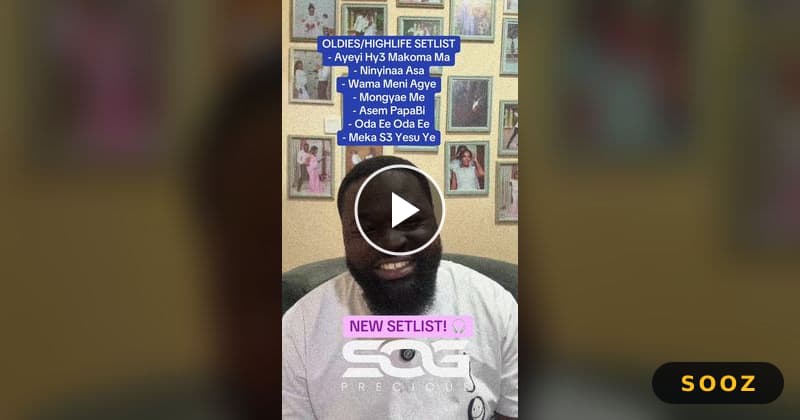 OLDIES/HIGHLIFE SETLIST
- Ayeyi Hy3 Makoma Ma
- Ninyinaa Asa
- Wama Meni Agye
- Mongyae Me
- Asem PapaBi
- Oda Ee Oda Ee
- Meka S3 Yesu Ye
NEW SETLIST! 🎧
SOG
PRECIOUS
SOOZ